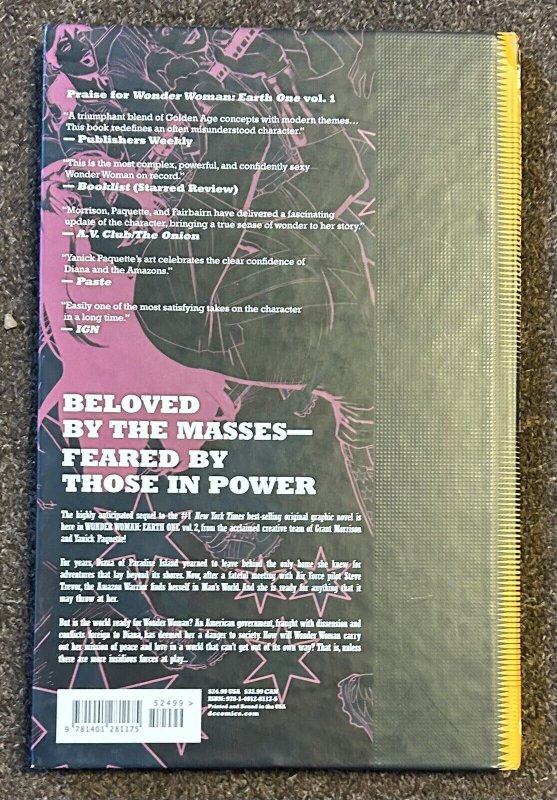 Praise for Wonder Woman: Earth One vol. 1
"A triumphant blend of Golden Age concepts with modern themes...
This book redefines an often misunderstood character."
— Publishers Weekly
"This is the most complex, powerful, and confidently sexy
Wonder Woman on record."
— Booklist (Starred Review)
"Morrison, Paquette, and Fairbairn have delivered a fascinating
update of the character, bringing a true sense of wonder to her story."
— A.V. Club/The Onion
"Yanick Paquette's art celebrates the clear confidence of
Diana and the Amazons."
— Paste
"Easily one of the most satisfying takes on the character
in a long time."
— IGN
BELOVED
BY THE MASSES—
FEARED BY
THOSE IN POWER
The highly anticipated sequel to the #1 New York Times best-selling original graphic novel is
here in WONDER WOMAN: EARTH ONE vol. 2, from the acclaimed creative team of Grant Morrison
and Yanick Paquette!
For years, Diana of Paradise Island yearned to leave behind the only home she knew for
adventures that lay beyond its shores. Now, after a fateful meeting with Air Force pilot Steve
Trevor, the Amazon Warrior finds herself in Man's World. And she is ready for anything that it
may throw at her.
But is the world ready for Wonder Woman? An American government, fraught with dissension and
conflicts foreign to Diana, has deemed her a danger to society. How will Wonder Woman carry
out her mission of peace and love in a world that can't get out of its own way? That is, unless
there are more insidious forces at play...
52499 >
9 781401 281175
$24.99 USA $33.99 CAN
ISBN: 978-1-4012-8117-5
Printed and Bound in the USA
dccomics.com